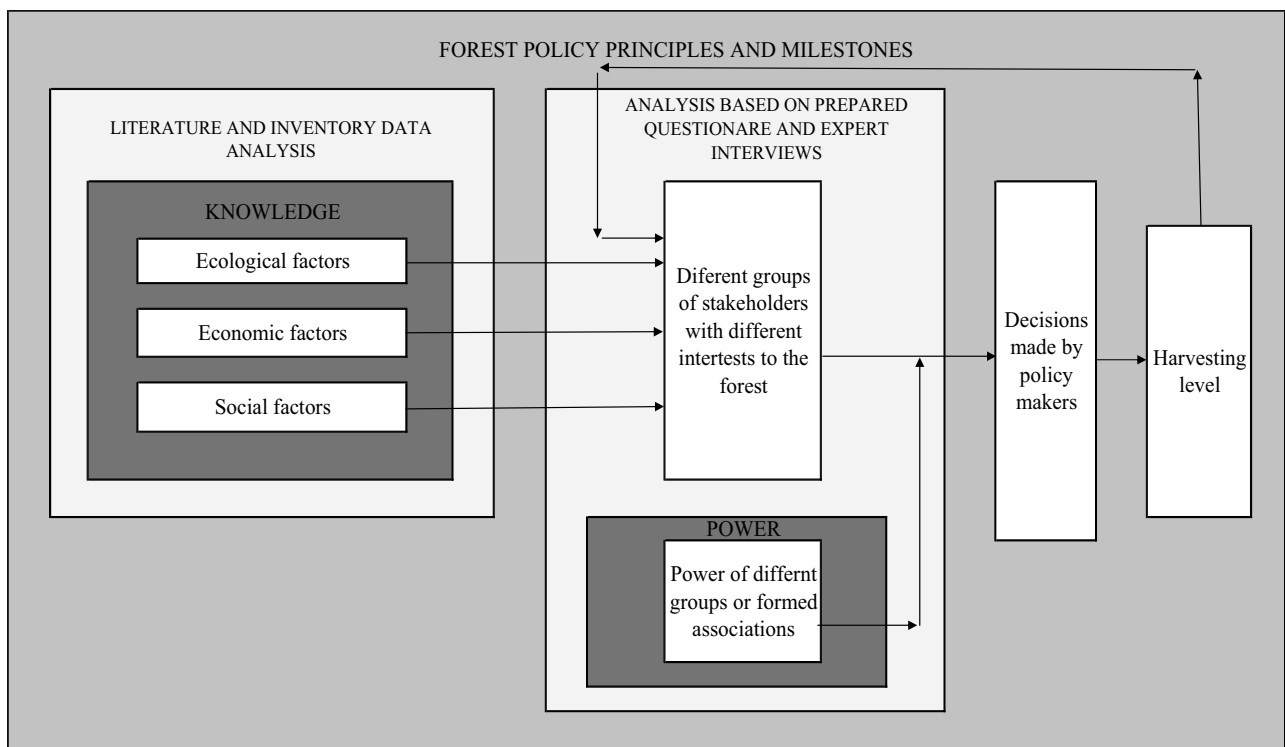 FOREST POLICY PRINCIPLES AND MILESTONES
LITERATURE AND INVENTORY DATA
ANALYSIS
KNOWLEDGE
Ecological factors
Economic factors
Social factors
ANALYSIS BASED ON PREPARED
QUESTIONARE AND EXPERT
INTERVIEWS
Diferent groups
of stakeholders
with different
intertests to the
forest
POWER
Power of differnt
groups or formed
associations
Decisions
made by
policy
makers
Harvesting
level